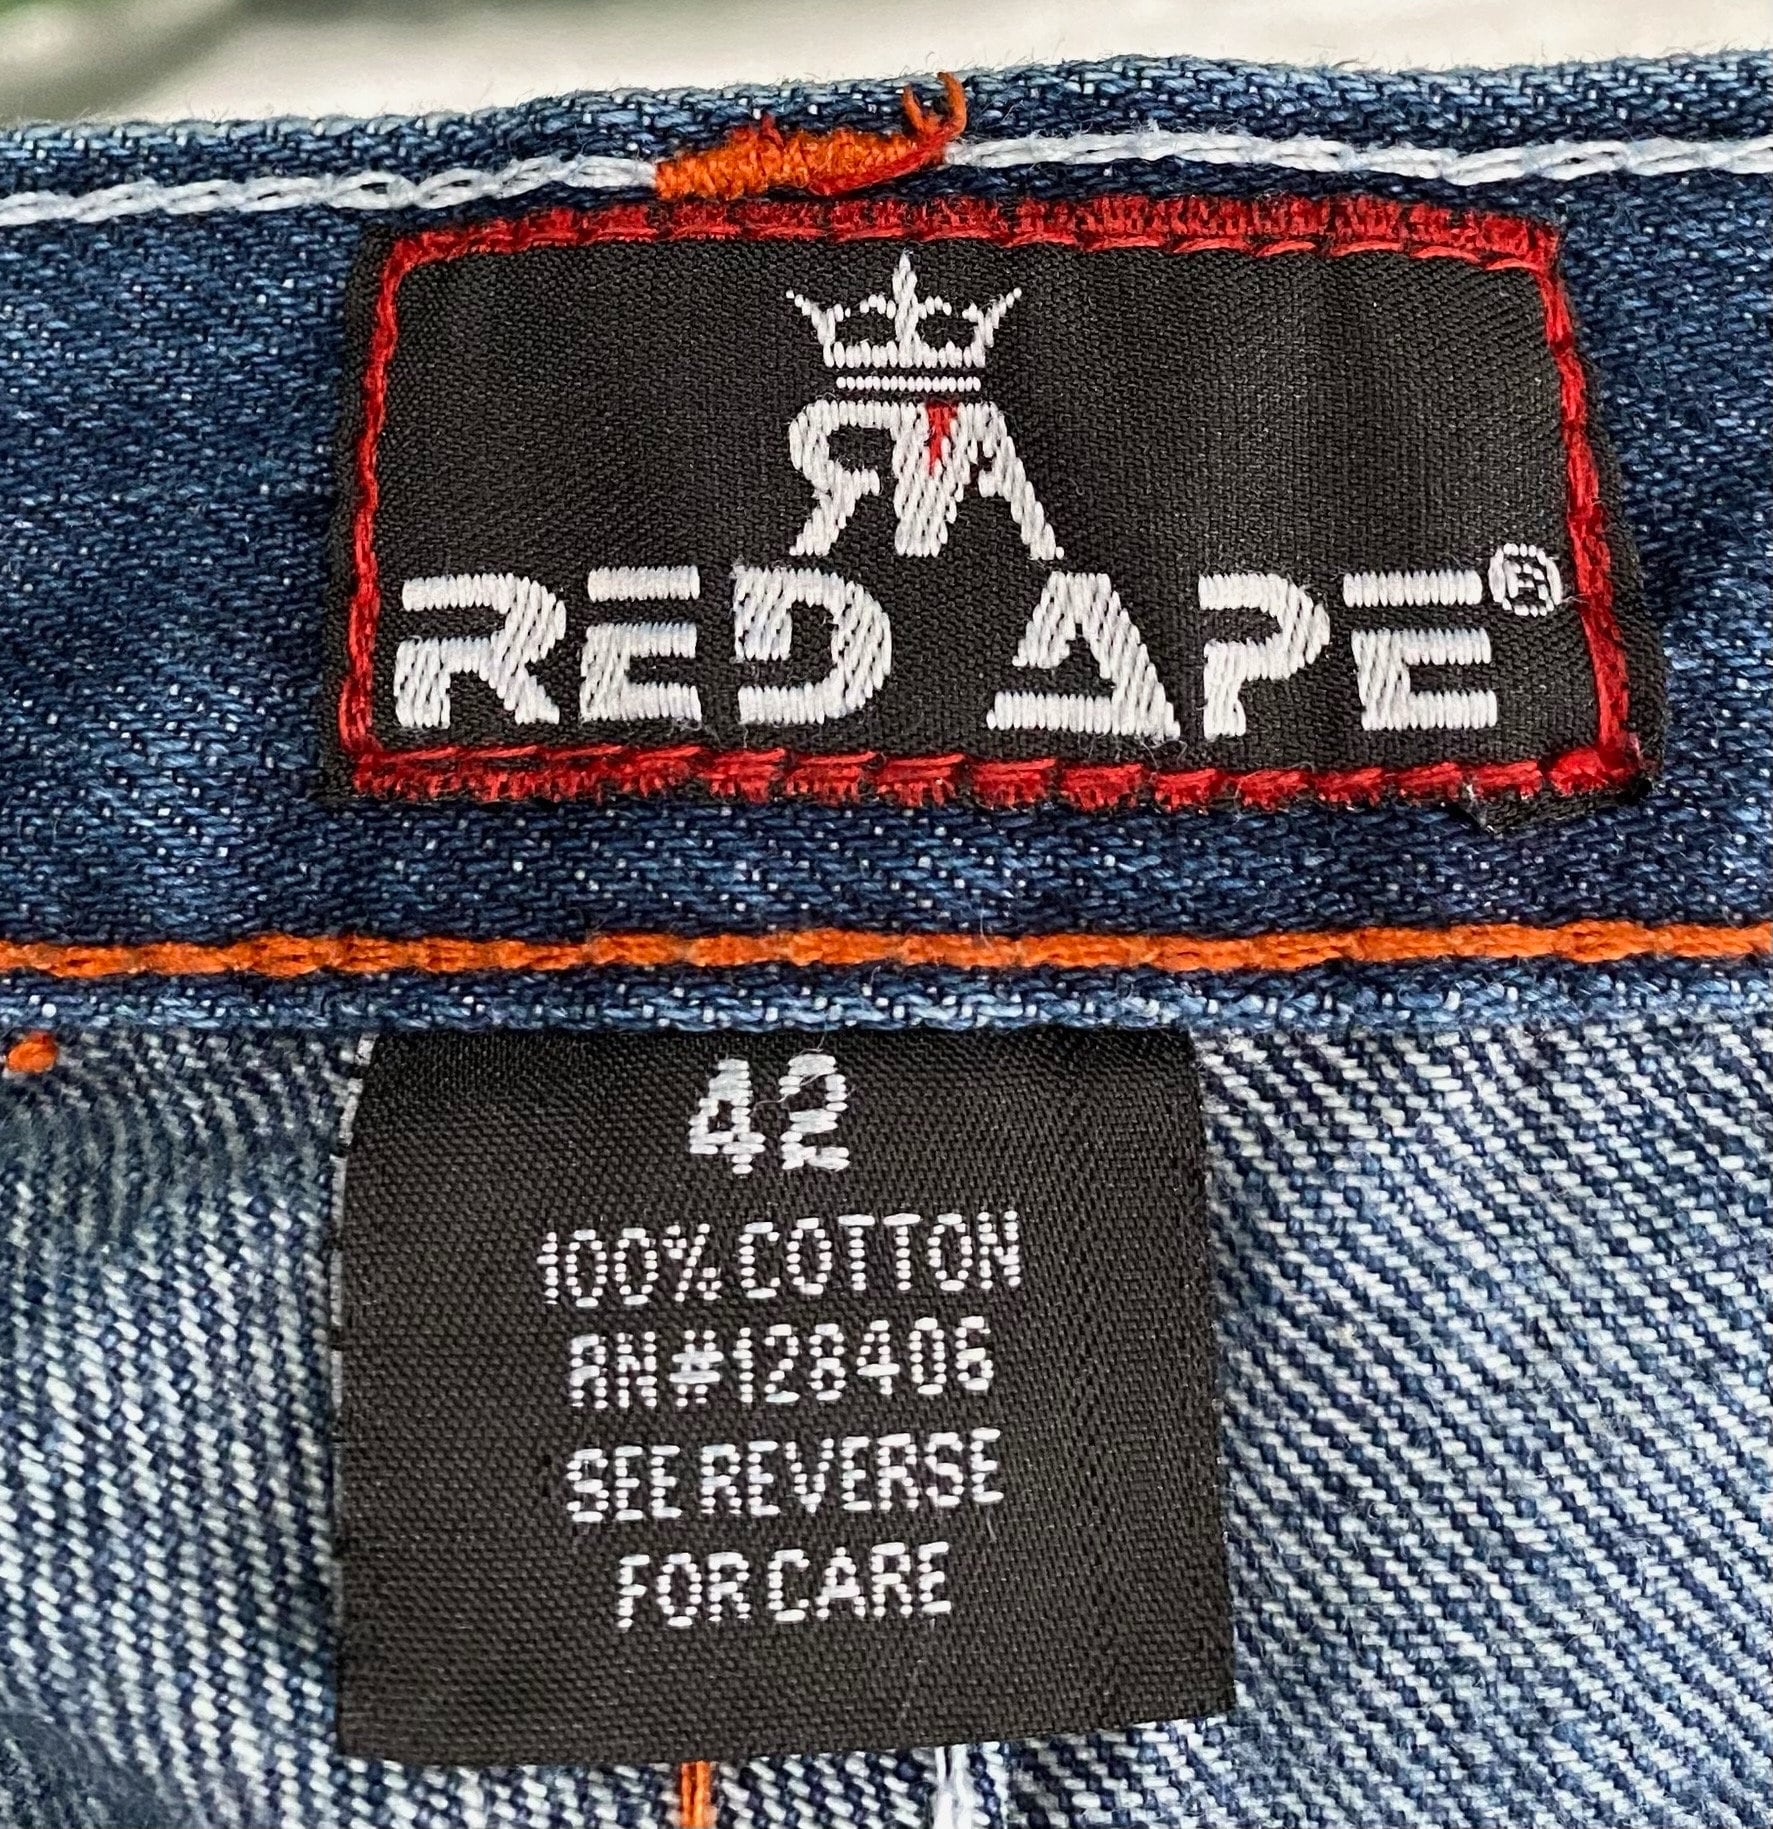 RA
RED APE®
42
100% COTTON
RN#128406
SEE REVERSE
FOR CARE